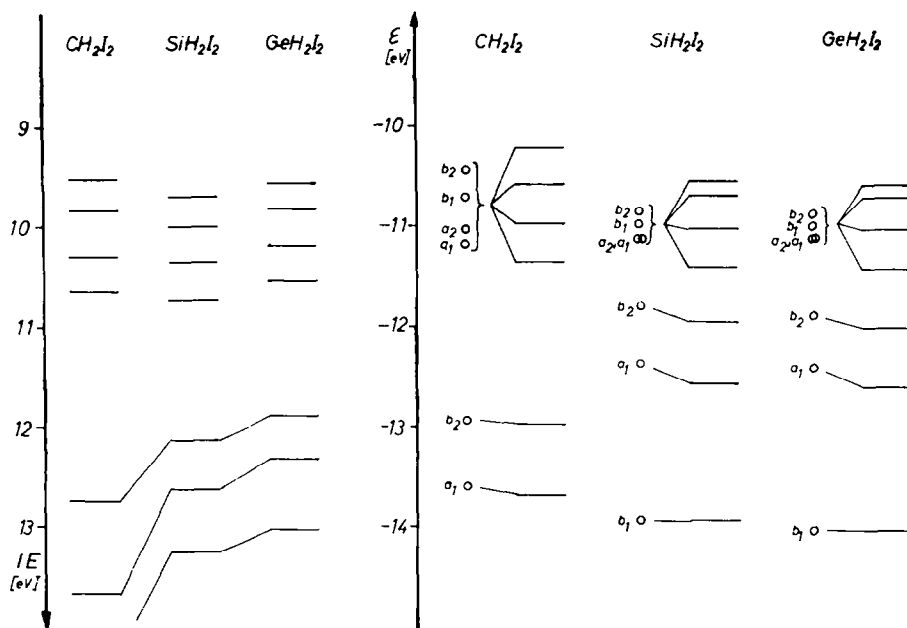 CH₂I₂ SiH₂I₂ GeH₂I₂
9
10
11
12
13
IE
[eV]
ε
[eV]
CH₂I₂ SiH₂I₂ GeH₂I₂
-10
-11
-12
-13
-14
b₂
b₁
a₂
a₁
b₂
a₁
b₂
b₁
a₂,a₁
b₂
a₁
b₁
b₂
b₁
a₂,a₁
b₂
a₁
b₁